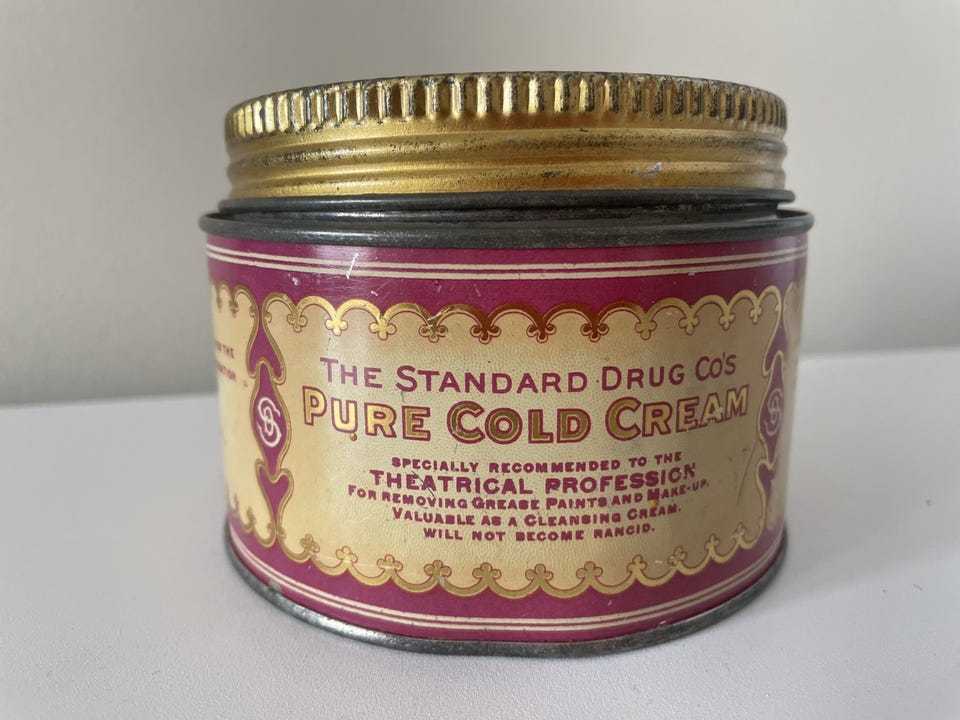 THE STANDARD DRUG CO'S
PURE COLD CREAM
SPECIALLY RECOMMENDED TO THE
THEATRICAL PROFESSION
FOR REMOVING GREASE PAINTS AND MAKE-UP.
VALUABLE AS A CLEANSING CREAM.
WILL NOT BECOME RANCID.
THE